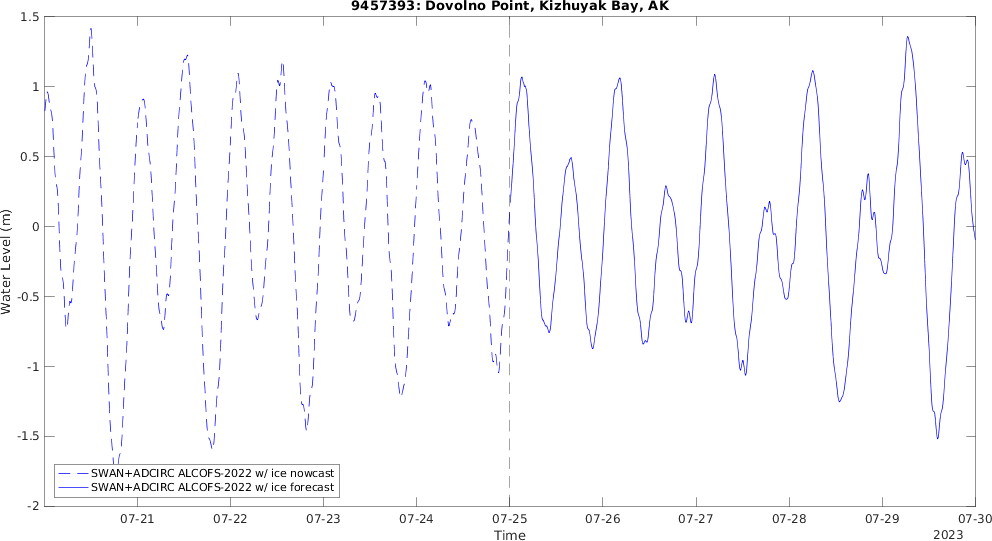 9457393: Dovolno Point, Kizhuyak Bay, AK
1.5
1
0.5
0
-0.5
-1
-1.5
-2
Water Level (m)
SWAN+ADCIRC ALCOFS-2022 w/ ice nowcast
SWAN+ADCIRC ALCOFS-2022 w/ ice forecast
07-21 07-22 07-23 07-24 07-25 07-26 07-27 07-28 07-29 07-30
Time
2023